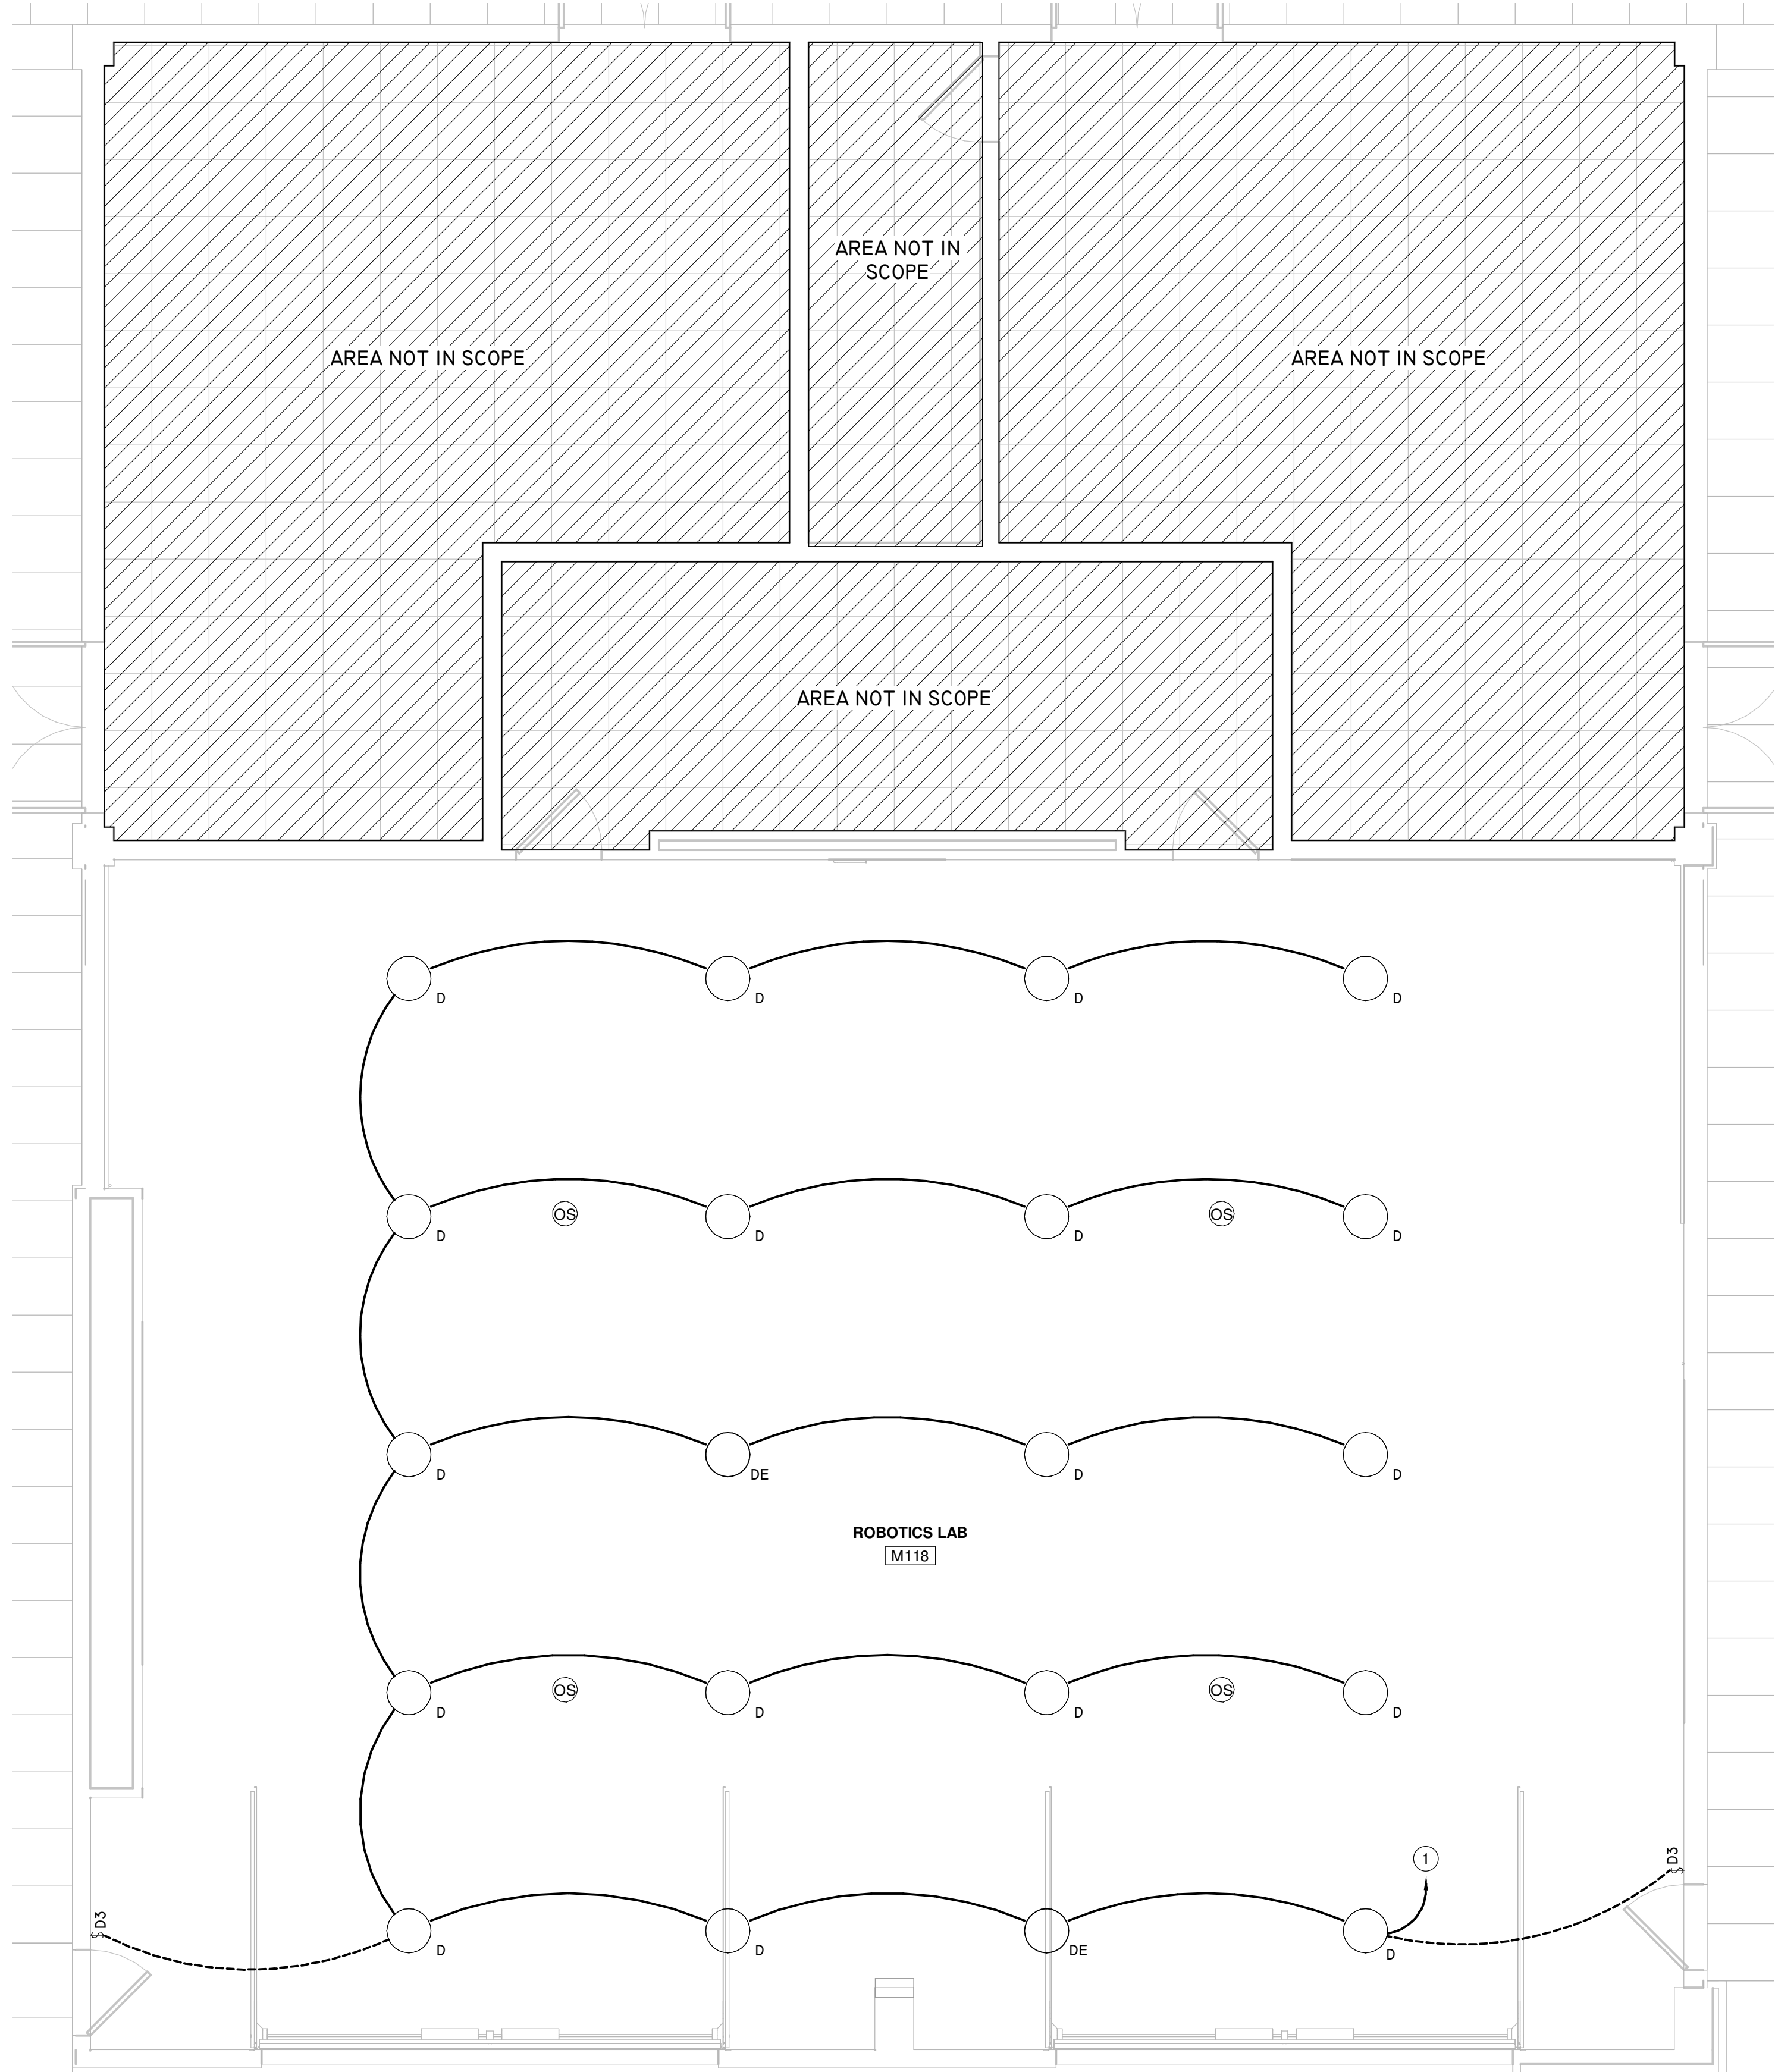 AREA NOT IN
SCOPE
AREA NOT IN SCOPE
AREA NOT IN SCOPE
AREA NOT IN SCOPE
D
D
D
D
OS
OS
D
D
D
D
D
DE
D
D
ROBOTICS LAB
M118
OS
OS
D
D
D
D
1
$D3
$D3
D
D
DE
D